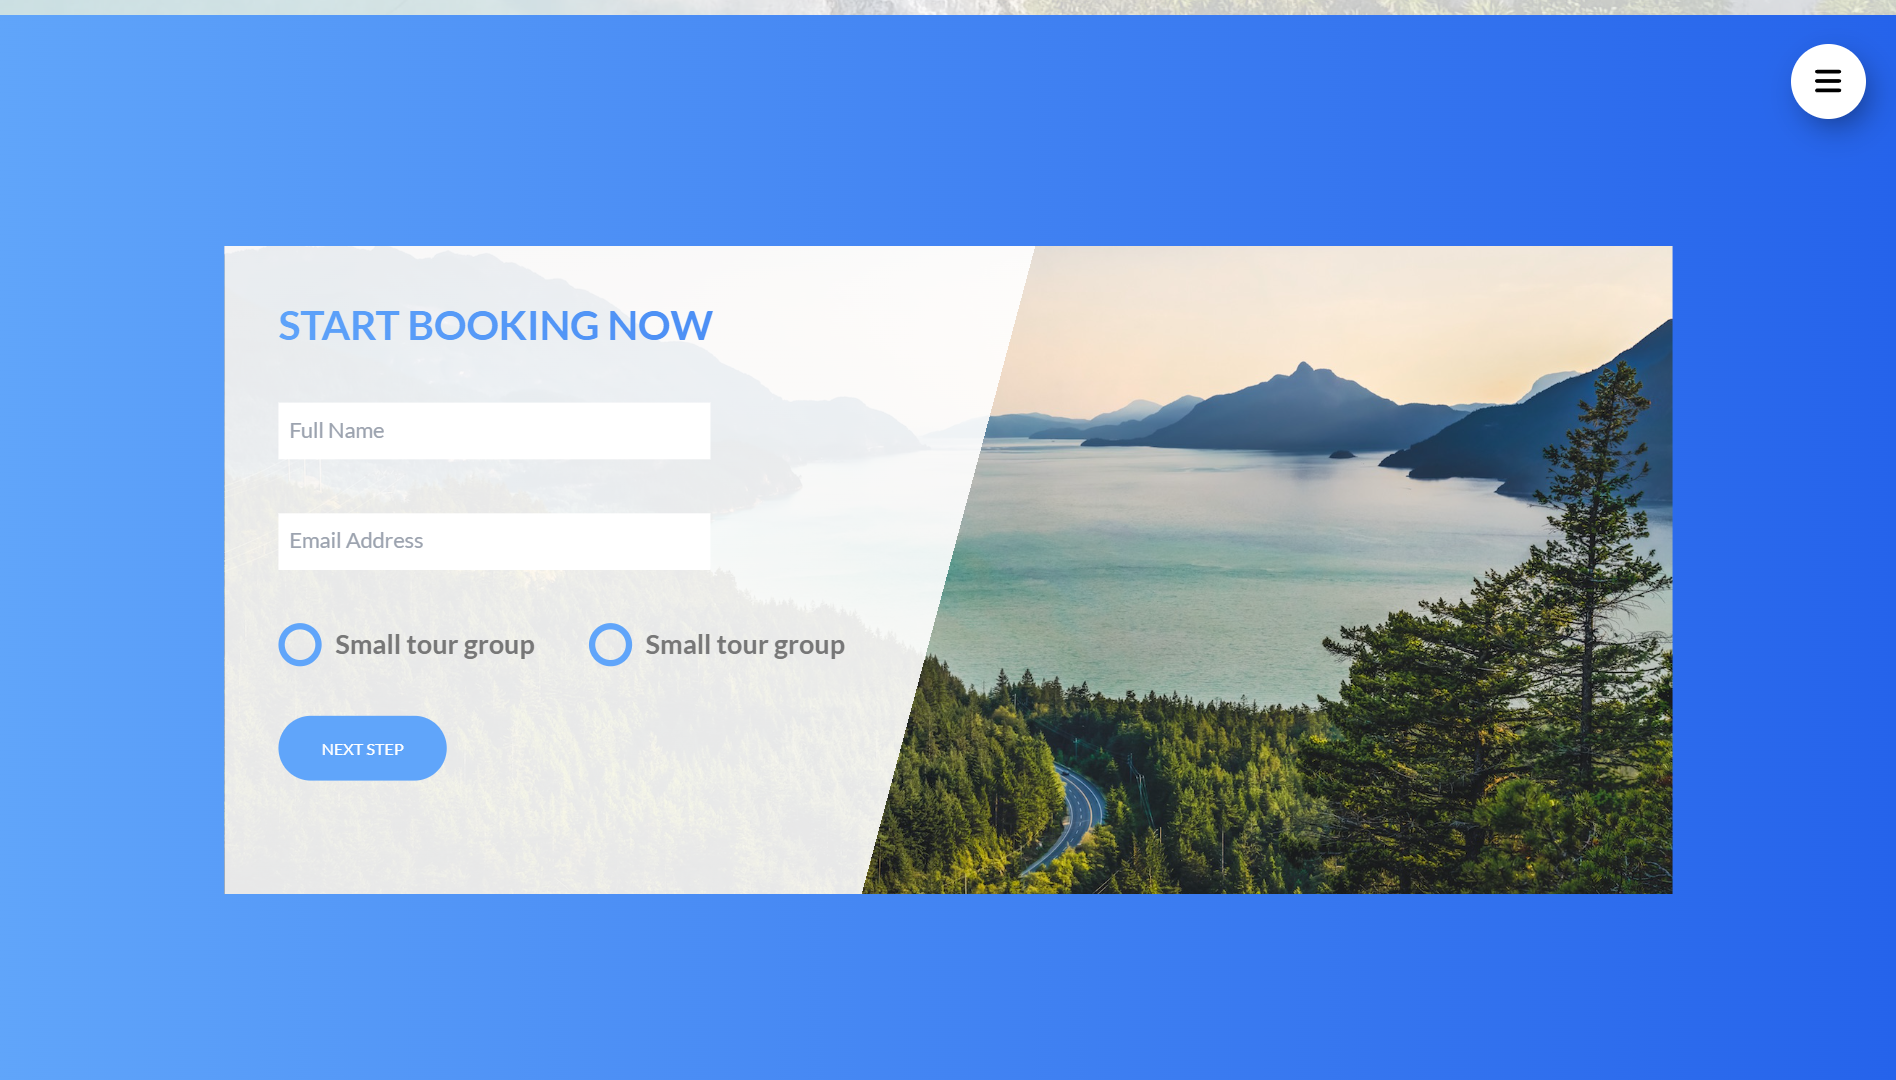 START BOOKING NOW
Full Name
Email Address
Small tour group
Small tour group
NEXT STEP